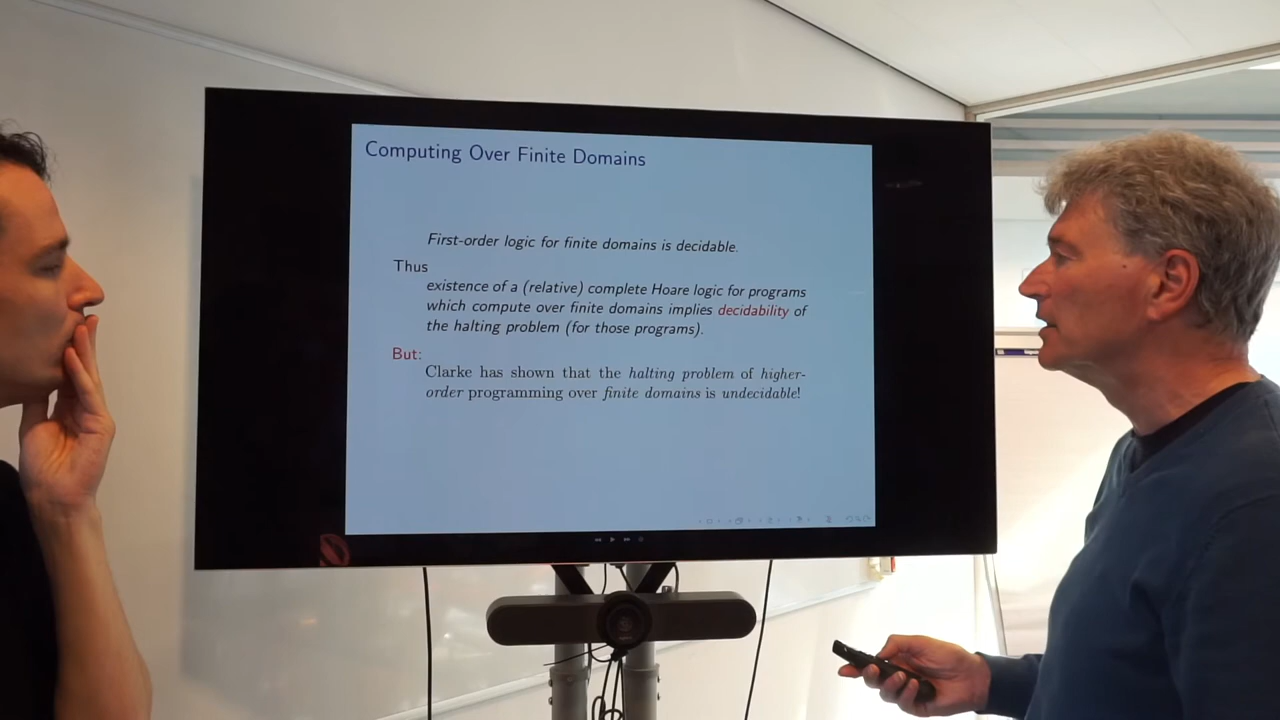 Computing Over Finite Domains
First-order logic for finite domains is decidable.
Thus
existence of a (relative) complete Hoare logic for programs
which compute over finite domains implies decidability of
the halting problem (for those programs).
But:
Clarke has shown that the halting problem of higher-
order programming over finite domains is undecidable!